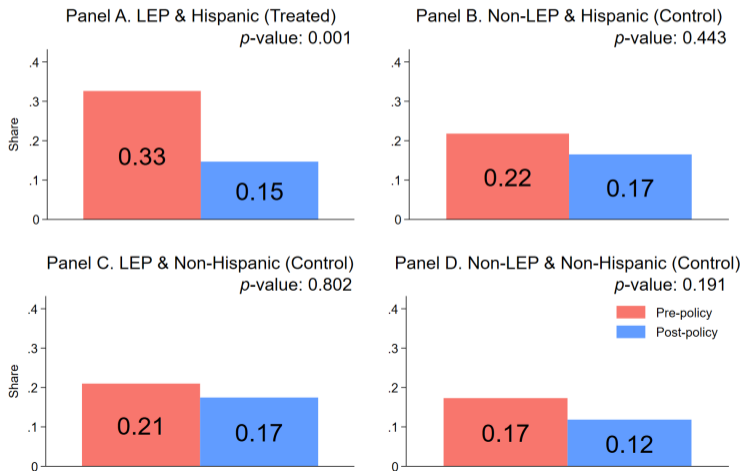 Panel A. LEP & Hispanic (Treated)
p-value: 0.001
.4
.3
.2
.1
0
Share
0.33
0.15
Panel B. Non-LEP & Hispanic (Control)
p-value: 0.443
.4
.3
.2
.1
0
0.22
0.17
Panel C. LEP & Non-Hispanic (Control)
p-value: 0.802
.4
.3
.2
.1
0
Share
0.21
0.17
Panel D. Non-LEP & Non-Hispanic (Control)
p-value: 0.191
Pre-policy
Post-policy
.4
.3
.2
.1
0
0.17
0.12